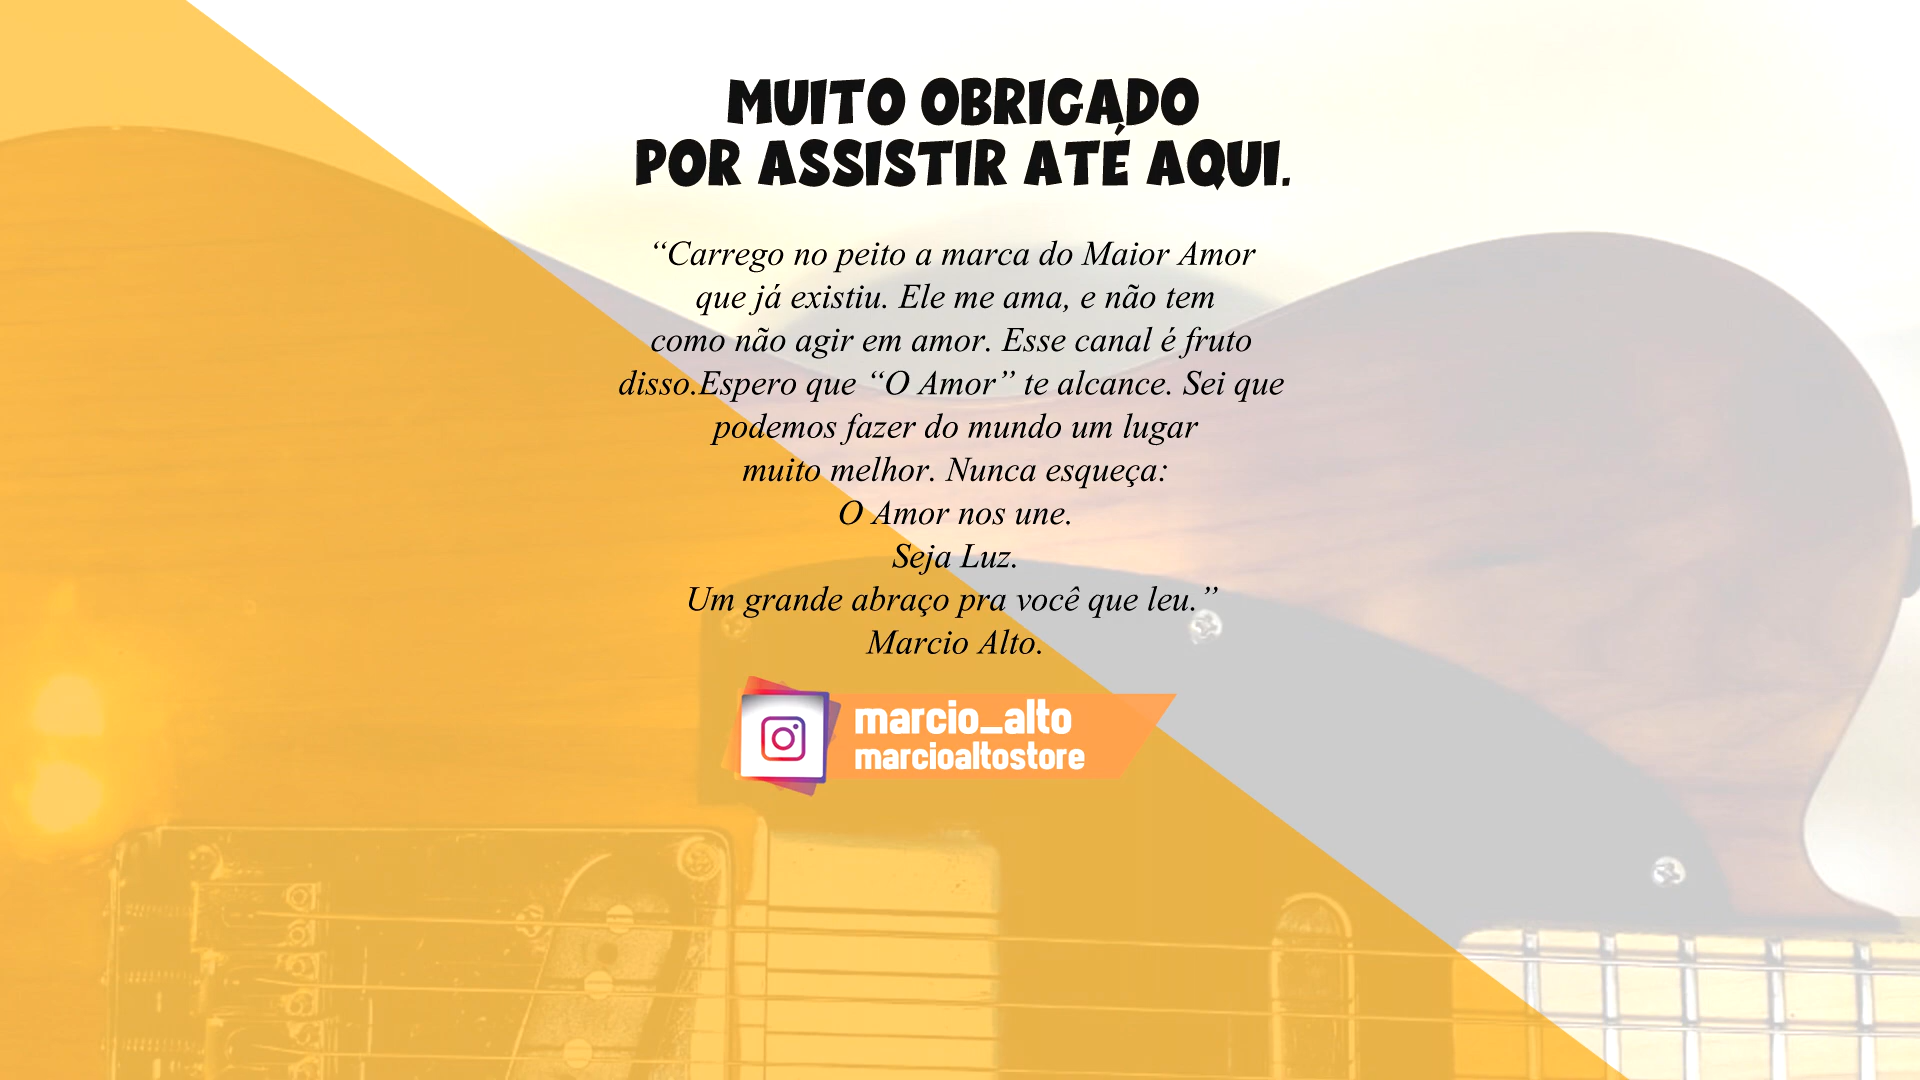 MUITO OBRIGADO
POR ASSISTIR ATÉ AQUI.
“Carrego no peito a marca do Maior Amor
que já existiu. Ele me ama, e não tem
como não agir em amor. Esse canal é fruto
disso.Espero que “O Amor” te alcance. Sei que
podemos fazer do mundo um lugar
muito melhor. Nunca esqueça:
O Amor nos une.
Seja Luz.
Um grande abraço pra você que leu.”
Marcio Alto.
marcio_alto
marcioaltostore